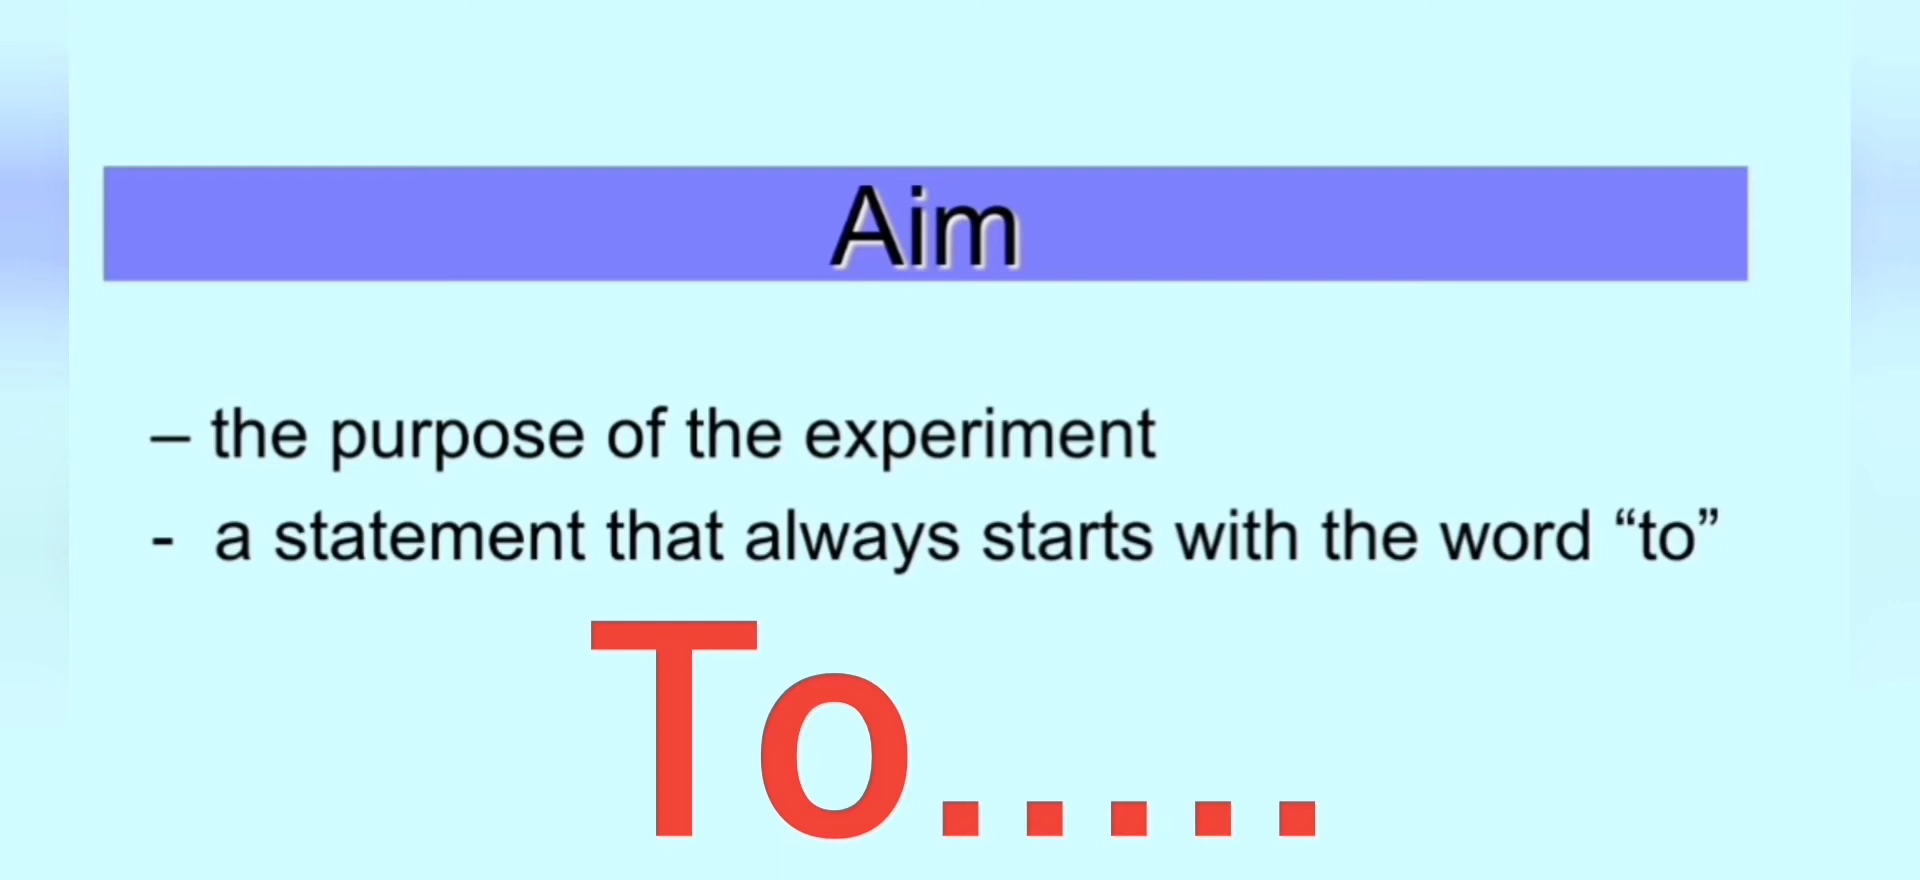 Aim
– the purpose of the experiment
- a statement that always starts with the word “to”
To.....